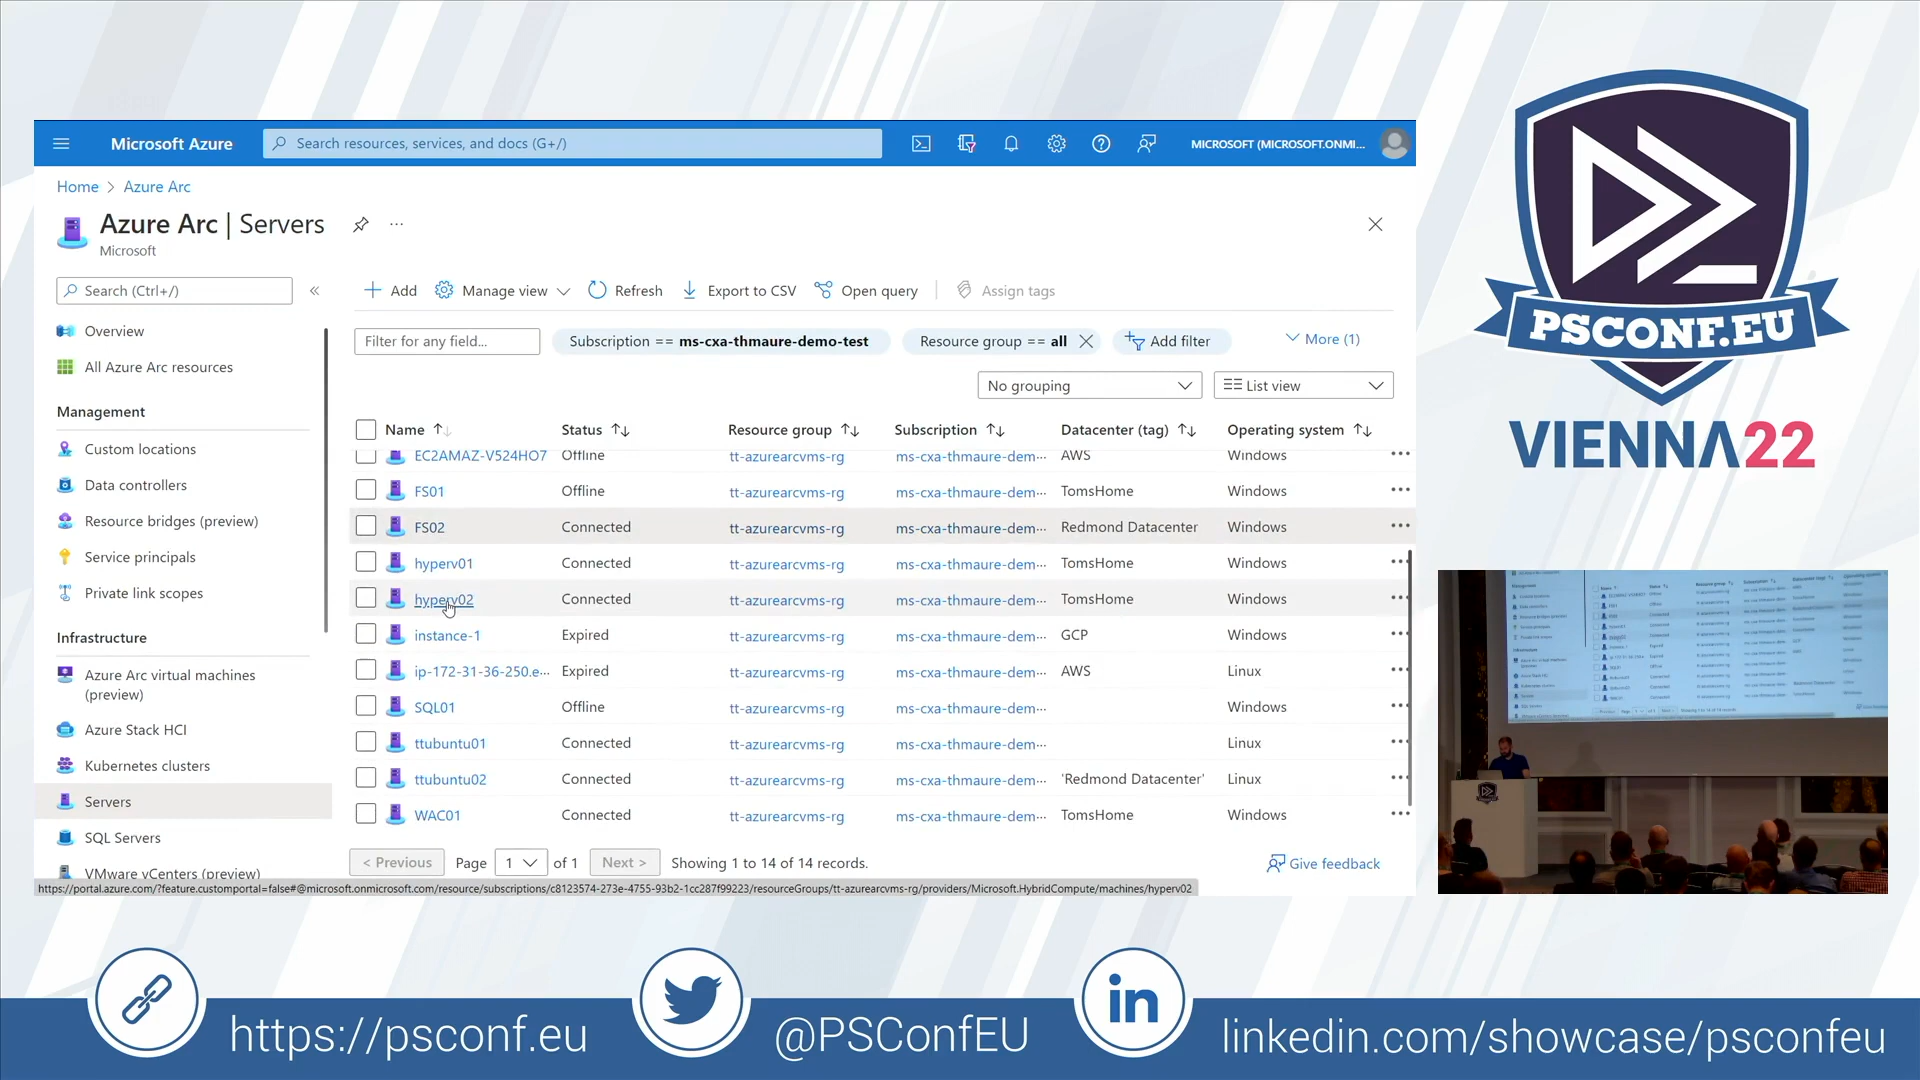 Microsoft Azure
Search resources, services, and docs (G+/)
MICROSOFT (MICROSOFT.ONMI...
Home > Azure Arc
Azure Arc | Servers
...
Microsoft
Search (Ctrl+/)
«
Overview
All Azure Arc resources
Management
Custom locations
Data controllers
Resource bridges (preview)
Service principals
Private link scopes
Infrastructure
Azure Arc virtual machines
(preview)
Azure Stack HCI
Kubernetes clusters
Servers
SQL Servers
VMware vCenters (preview)
+ Add Manage view Refresh Export to CSV Open query Assign tags
Filter for any field... Subscription == ms-cxa-thmaure-demo-test Resource group == all Add filter More (1)
No grouping List view
Name Status Resource group Subscription Datacenter (tag) Operating system
EC2AMAZ-V524HO7 Offline tt-azurearcvms-rg ms-cxa-thmaure-dem... AWS Windows ...
FS01 Offline tt-azurearcvms-rg ms-cxa-thmaure-dem... TomsHome Windows ...
FS02 Connected tt-azurearcvms-rg ms-cxa-thmaure-dem... Redmond Datacenter Windows ...
hyperv01 Connected tt-azurearcvms-rg ms-cxa-thmaure-dem... TomsHome Windows ...
hyperv02 Connected tt-azurearcvms-rg ms-cxa-thmaure-dem... TomsHome Windows ...
instance-1 Expired tt-azurearcvms-rg ms-cxa-thmaure-dem... GCP Windows ...
ip-172-31-36-250.e... Expired tt-azurearcvms-rg ms-cxa-thmaure-dem... AWS Linux ...
SQL01 Offline tt-azurearcvms-rg ms-cxa-thmaure-dem... Windows ...
ttubuntu01 Connected tt-azurearcvms-rg ms-cxa-thmaure-dem... Linux ...
ttubuntu02 Connected tt-azurearcvms-rg ms-cxa-thmaure-dem... 'Redmond Datacenter' Linux ...
WAC01 Connected tt-azurearcvms-rg ms-cxa-thmaure-dem... TomsHome Windows ...
< Previous Page 1 of 1 Next > Showing 1 to 14 of 14 records. Give feedback
https://portal.azure.com/?feature.customportal=false#@microsoft.onmicrosoft.com/resource/subscriptions/c8123574-273e-4755-93b2-1cc287f99223/resourceGroups/tt-azurearcvms-rg/providers/Microsoft.HybridCompute/machines/hyperv02
PSCONF.EU
VIENNA22
https://psconf.eu
@PSConfEU
in
linkedin.com/showcase/psconfeu